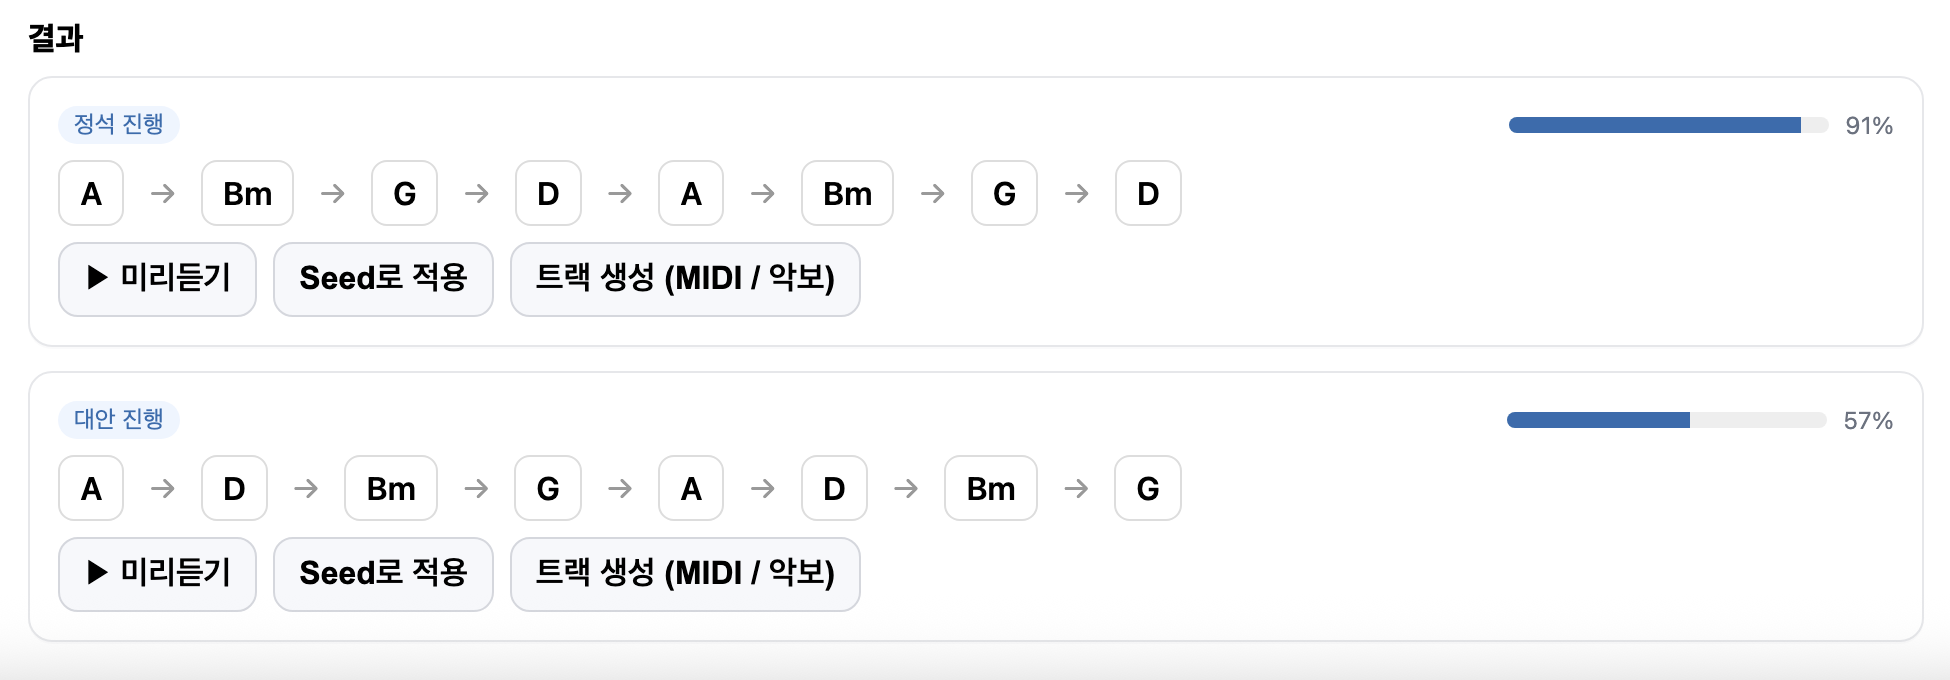 결과
정석 진행 91%
A → Bm → G → D → A → Bm → G → D
▶ 미리듣기 Seed로 적용 트랙 생성 (MIDI / 악보)
대안 진행 57%
A → D → Bm → G → A → D → Bm → G
▶ 미리듣기 Seed로 적용 트랙 생성 (MIDI / 악보)